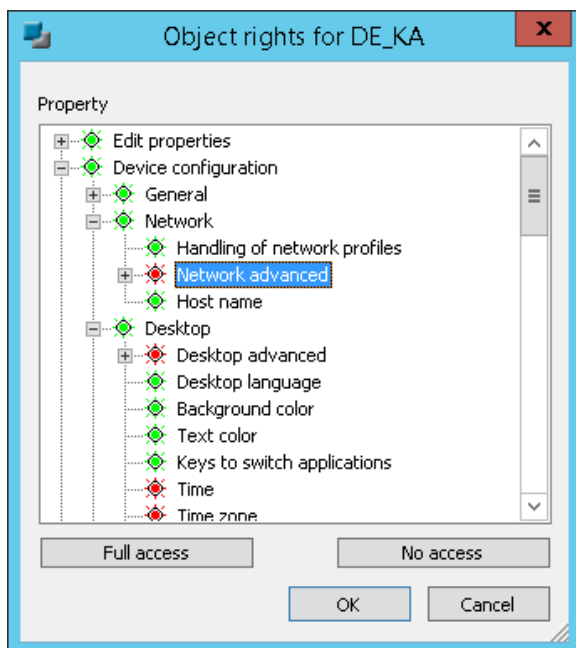 Object rights for DE_KA
x
Property
Edit properties
Device configuration
General
Network
Handling of network profiles
Network advanced
Host name
Desktop
Desktop advanced
Desktop language
Background color
Text color
Keys to switch applications
Time
Time zone
Full access No access
OK Cancel